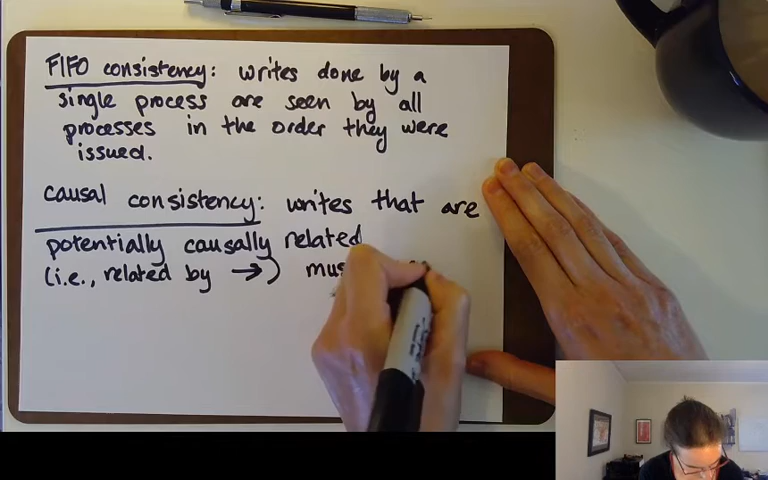 FIFO consistency: writes done by a
single process are seen by all
processes in the order they were
issued.
causal consistency: writes that are
potentially causally related
(i.e., related by →)